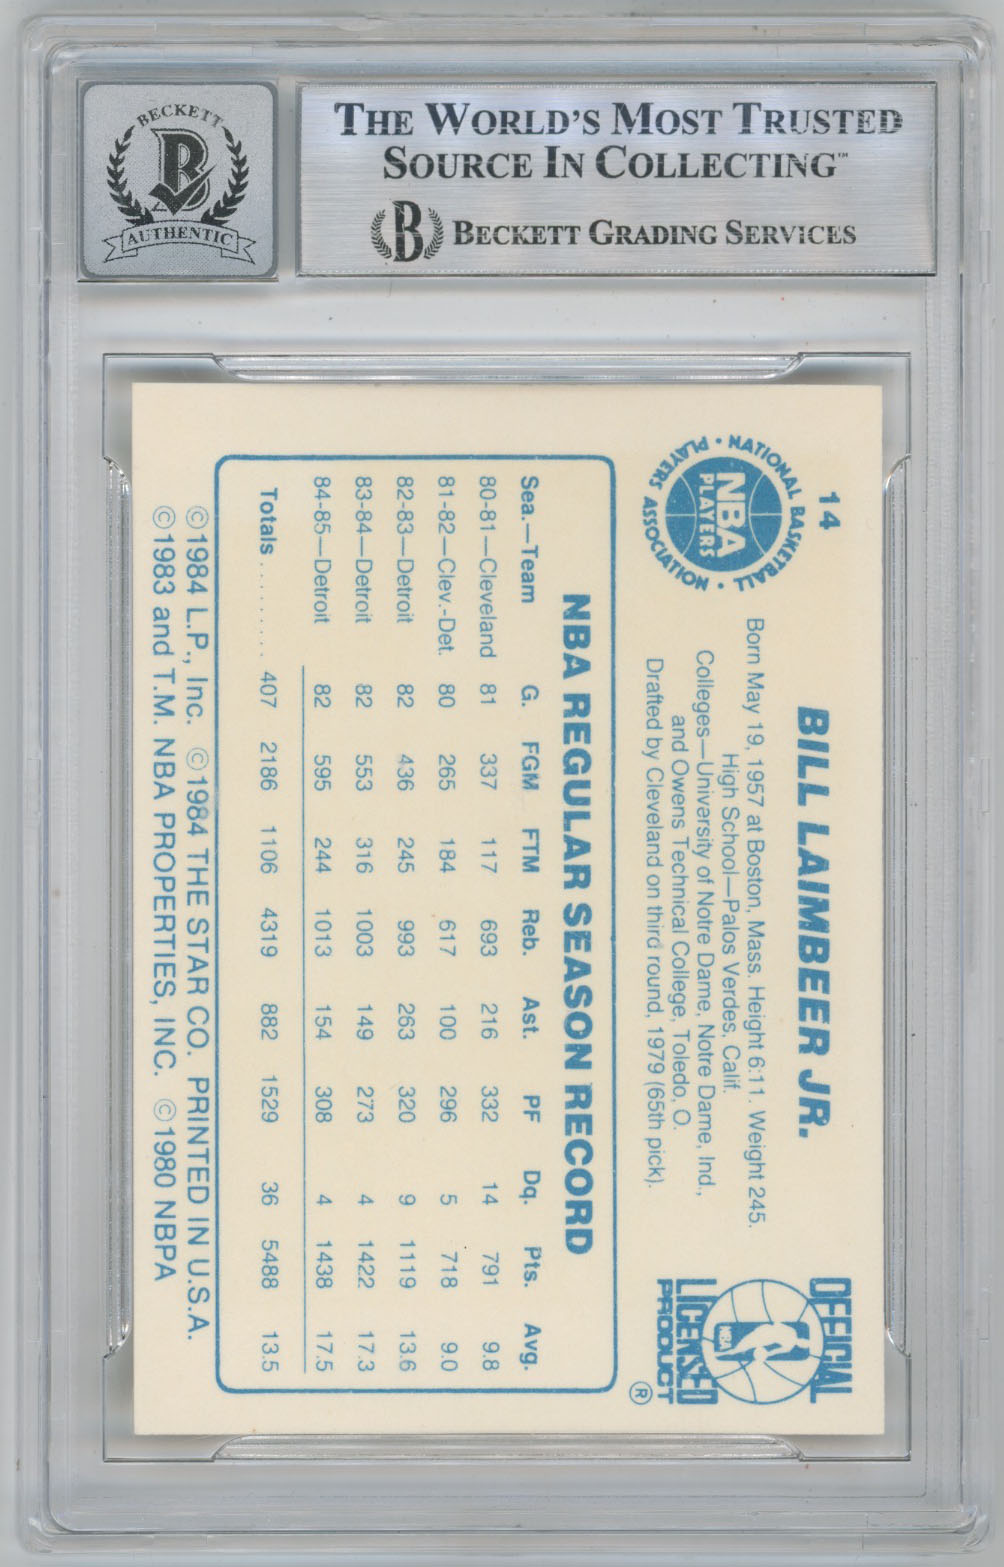 BECKETT
AUTHENTIC
THE WORLD'S MOST TRUSTED
SOURCE IN COLLECTING™
BECKETT GRADING SERVICES
14
BILL LAIMBEER JR.
NATIONAL BASKETBALL PLAYERS ASSOCIATION
NBA
PLAYERS
Born May 19, 1957 at Boston, Mass. Height 6:11. Weight 245.
High School—Palos Verdes, Calif.
Colleges—University of Notre Dame, Notre Dame, Ind.,
and Owens Technical College, Toledo, O.
Drafted by Cleveland on third round, 1979 (65th pick).
OFFICIAL
NBA
LICENSED
PRODUCT
®
NBA REGULAR SEASON RECORD
Sea.—Team G. FGM FTM Reb. Ast. PF Dq. Pts. Avg.
80-81—Cleveland 81 337 117 693 216 332 14 791 9.8
81-82—Clev.-Det. 80 265 184 617 100 296 5 718 9.0
82-83—Detroit 82 436 245 993 263 320 9 1119 13.6
83-84—Detroit 82 553 316 1003 149 273 4 1422 17.3
84-85—Detroit 82 595 244 1013 154 308 4 1438 17.5
Totals ........ 407 2186 1106 4319 882 1529 36 5488 13.5
©1984 L.P., Inc. ©1984 THE STAR CO. PRINTED IN U.S.A.
©1983 and T.M. NBA PROPERTIES, INC. ©1980 NBPA